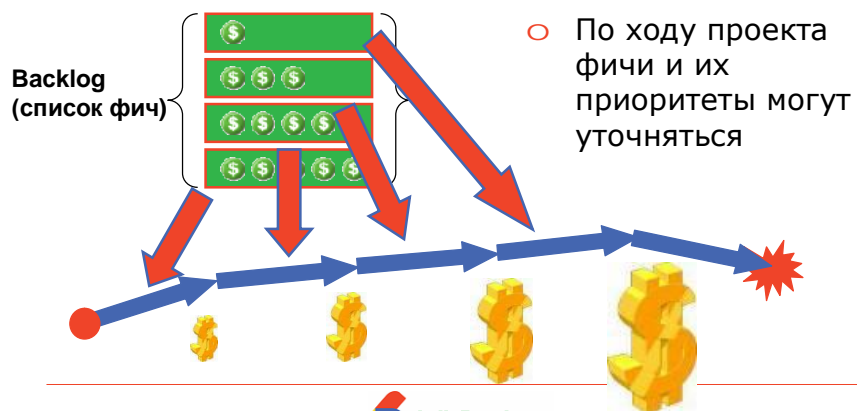 Backlog
(список фич)
o По ходу проекта
фичи и их
приоритеты могут
уточняться
$
$ $ $
$ $ $ $
$ $ $ $ $